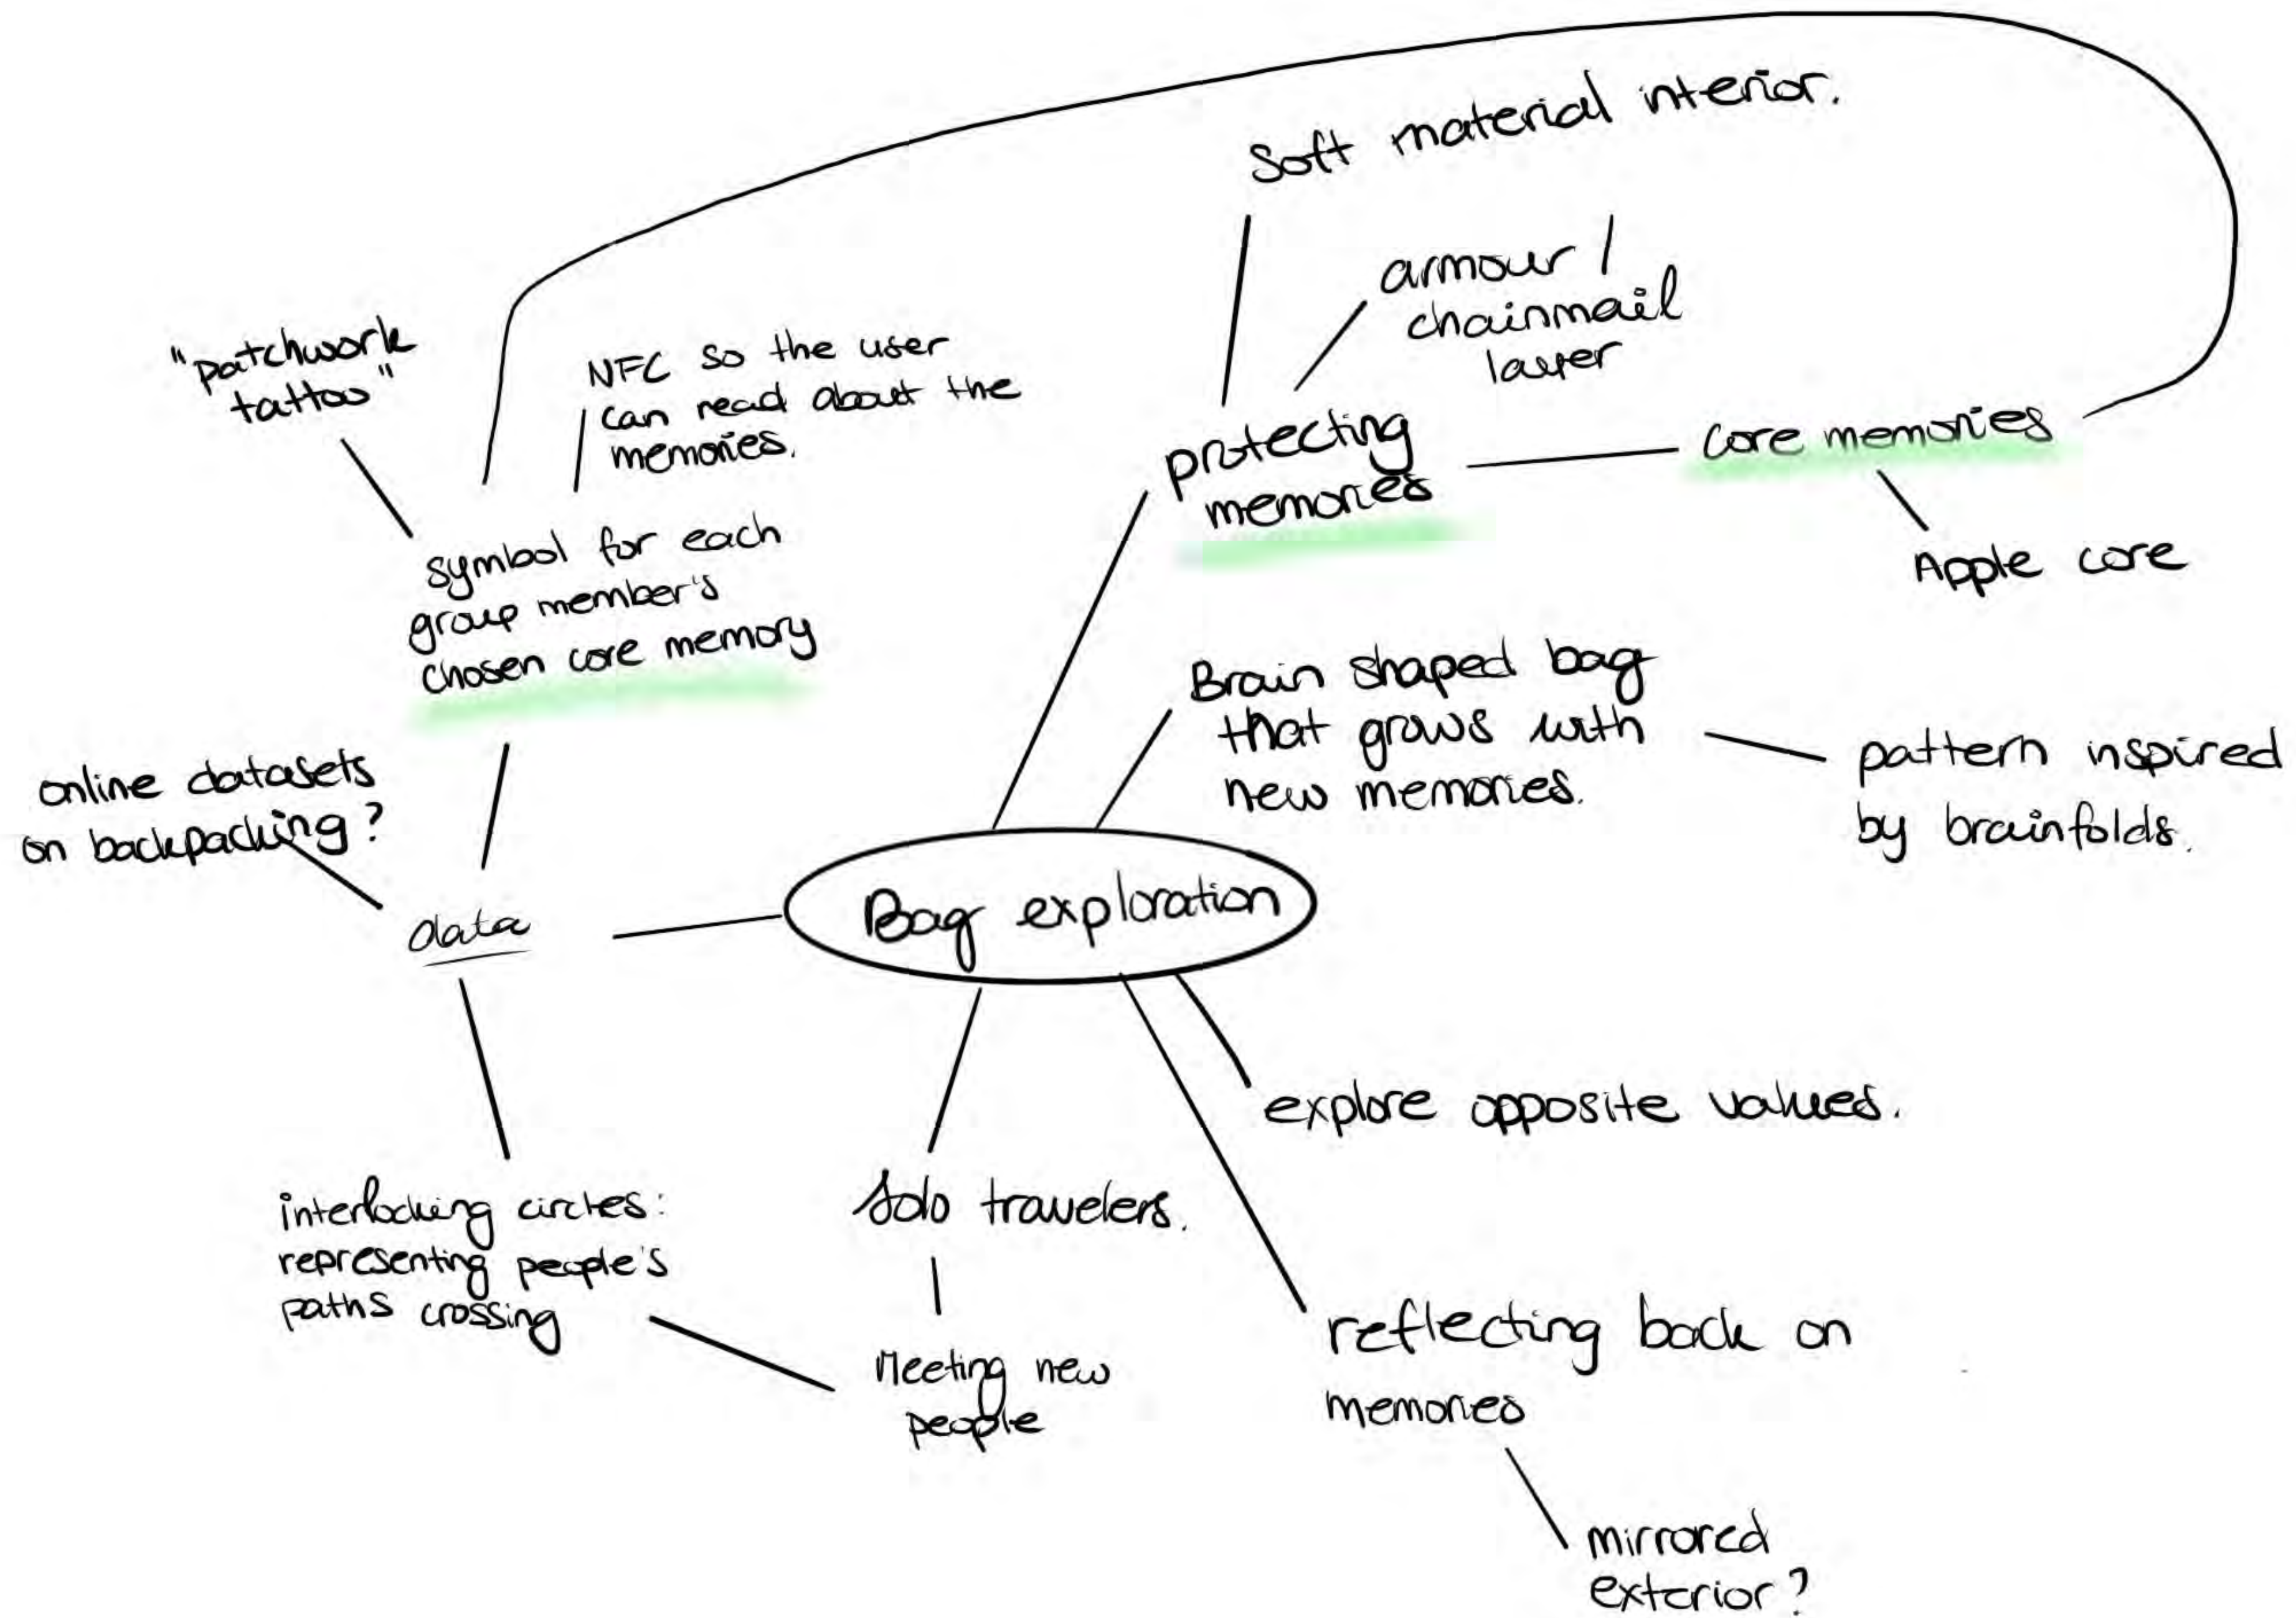 Soft material interior.
armour /
chainmail
layer
"patchwork
tattoo"
NFC so the user
can read about the
memories.
protecting
memories
core memories
Apple core
symbol for each
group member's
chosen core memory
Brain shaped bag
that grows with
new memories.
pattern inspired
by brainfolds.
online datasets
on backpacking?
data
Bag exploration
explore opposite values.
interlocking circles:
representing people's
paths crossing
Solo travelers.
Meeting new
people
reflecting back on
memories
mirrored
exterior?